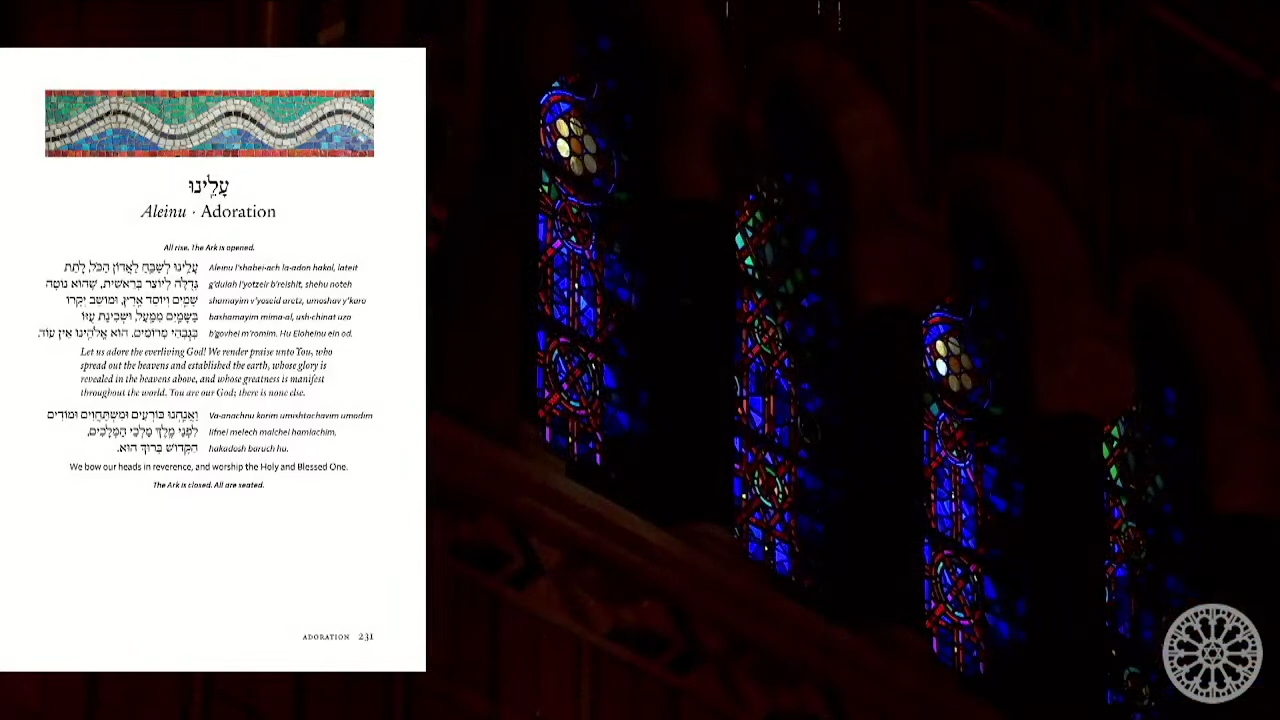 עָלֵינוּ
Aleinu · Adoration
All rise. The Ark is opened.
עָלֵינוּ לְשַׁבֵּחַ לַאֲדוֹן הַכֹּל, לָתֵת
Aleinu l'shabei-ach la-adon hakol, lateit
גְּדֻלָּה לְיוֹצֵר בְּרֵאשִׁית, שֶׁהוּא נוֹטֶה
g'dulah l'yotzeir b'reishit, shehu noteh
שָׁמַיִם וְיוֹסֵד אָרֶץ, וּמוֹשַׁב יְקָרוֹ
shamayim v'yoseid aretz, umoshav y'karo
בַּשָּׁמַיִם מִמַּעַל, וּשְׁכִינַת עֻזּוֹ
bashamayim mima-al, ush-chinat uzo
בְּגָבְהֵי מְרוֹמִים. הוּא אֱלֹהֵינוּ אֵין עוֹד.
b'govhei m'romim. Hu Eloheinu ein od.
Let us adore the everliving God! We render praise unto You, who
spread out the heavens and established the earth, whose glory is
revealed in the heavens above, and whose greatness is manifest
throughout the world. You are our God; there is none else.
וַאֲנַחְנוּ כּוֹרְעִים וּמִשְׁתַּחֲוִים וּמוֹדִים
Va-anachnu korim umishtachavim umodim
לִפְנֵי מֶלֶךְ מַלְכֵי הַמְּלָכִים,
lifnei melech malchei hamlachim,
הַקָּדוֹשׁ בָּרוּךְ הוּא.
hakadosh baruch hu.
We bow our heads in reverence, and worship the Holy and Blessed One.
The Ark is closed. All are seated.
ADORATION 231